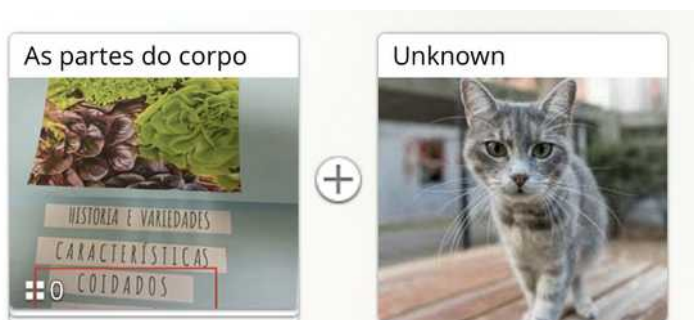 As partes do corpo
Unknown
HISTORIA E VARIEDADES
CARACTERÍSTICAS
COIDADOS
0